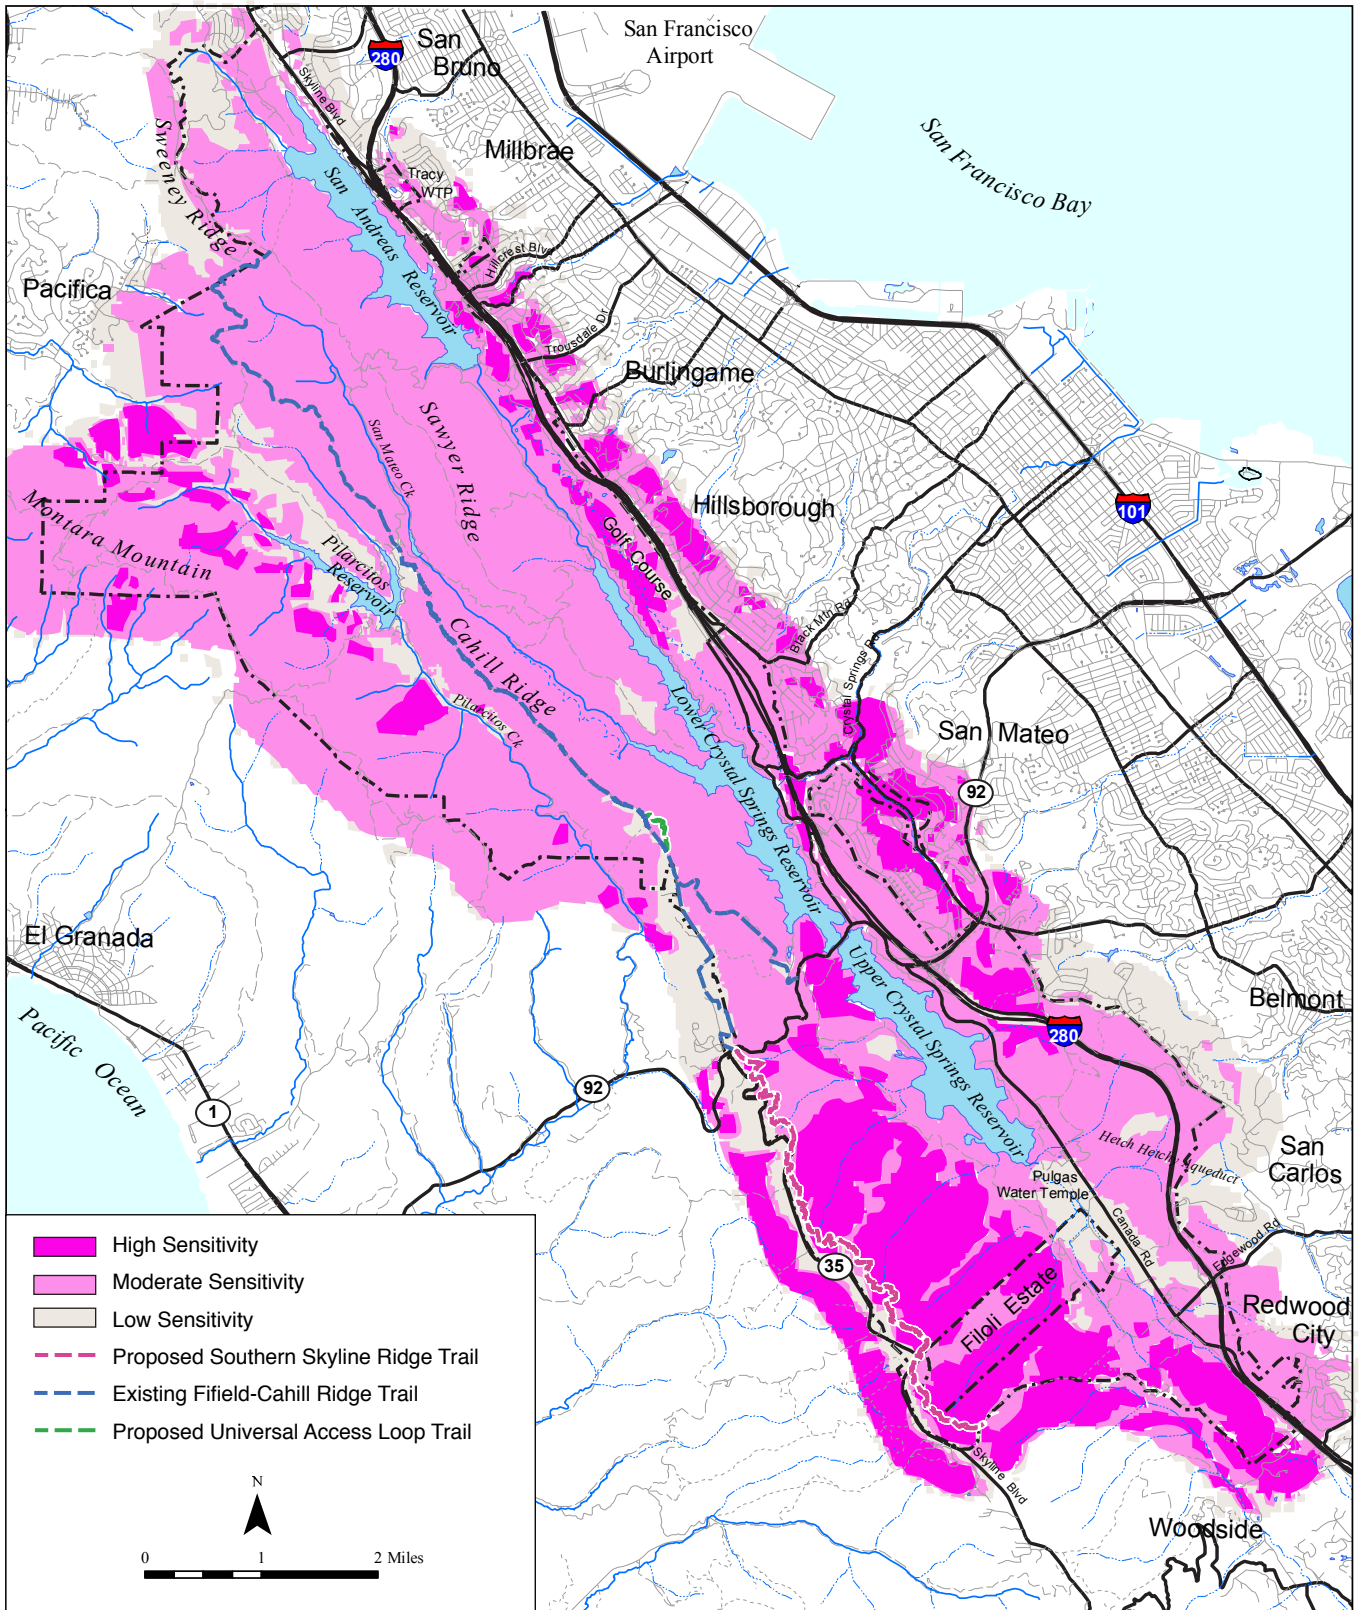 San Francisco
Airport
San
Bruno
280
Skyline Blvd
Millbrae
San Francisco Bay
Tracy
WTP
Sweeney Ridge
San Andreas Reservoir
Hillcrest Blvd
Pacifica
Trousdale Dr
Burlingame
Sawyer Ridge
San Mateo Ck
Hillsborough
101
Golf Course
Montara Mountain
Pilarcitos
Reservoir
Black Mtn Rd
Cahill Ridge
Crystal Springs Rd
Pilarcitos Ck
Lower Crystal Springs Reservoir
San Mateo
92
El Granada
Upper Crystal Springs Reservoir
Belmont
280
Pacific Ocean
92
1
Hetch Hetchy Aqueduct
San
Carlos
Pulgas
Water Temple
Canada Rd
Edgewood Rd
35
Filoli Estate
Redwood
City
Skyline Blvd
Woodside
High Sensitivity
Moderate Sensitivity
Low Sensitivity
Proposed Southern Skyline Ridge Trail
Existing Fifield-Cahill Ridge Trail
Proposed Universal Access Loop Trail
N
0 1 2 Miles